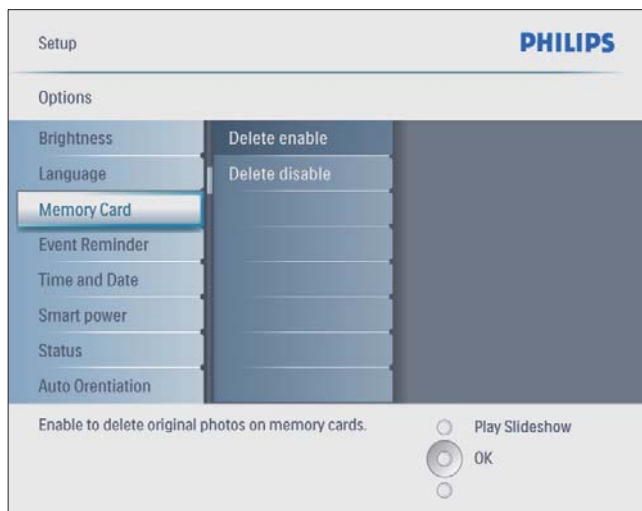 Setup
PHILIPS
Options
Brightness
Delete enable
Language
Delete disable
Memory Card
Event Reminder
Time and Date
Smart power
Status
Auto Orentiation
Enable to delete original photos on memory cards.
Play Slideshow
OK